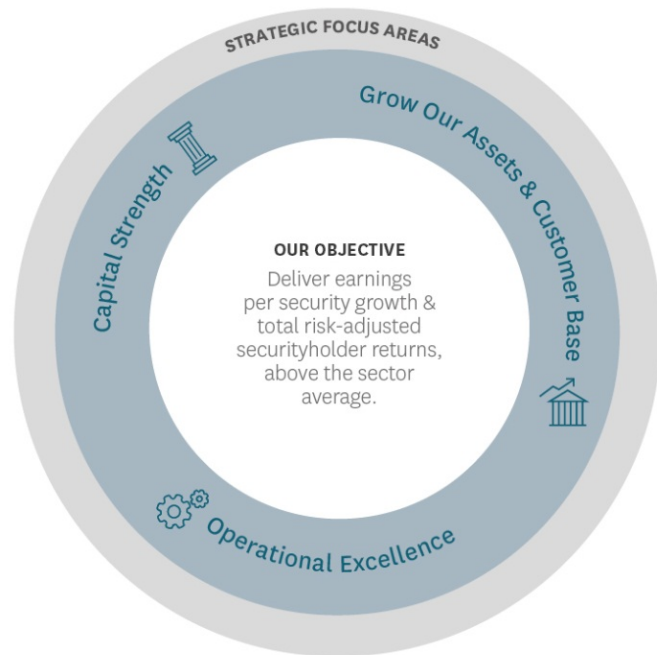 STRATEGIC FOCUS AREAS
Grow Our Assets & Customer Base
Capital Strength
OUR OBJECTIVE
Deliver earnings
per security growth &
total risk-adjusted
securityholder returns,
above the sector
average.
Operational Excellence